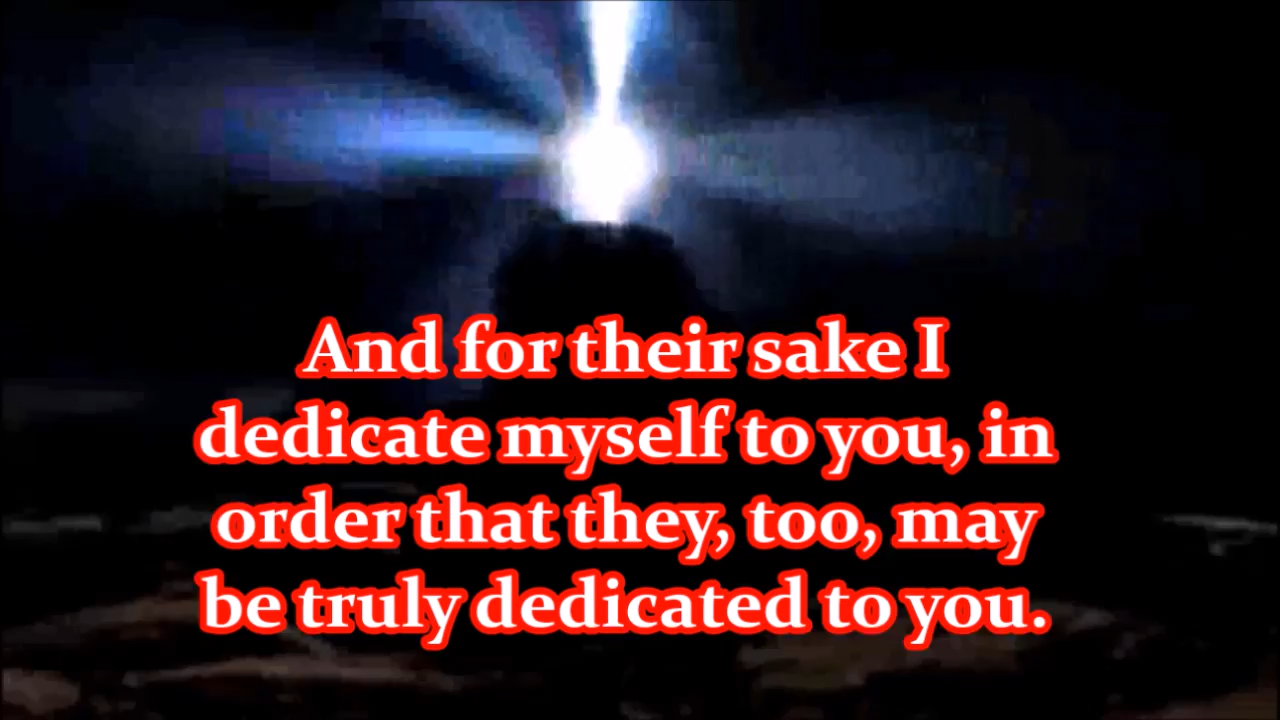 And for their sake I
dedicate myself to you, in
order that they, too, may
be truly dedicated to you.